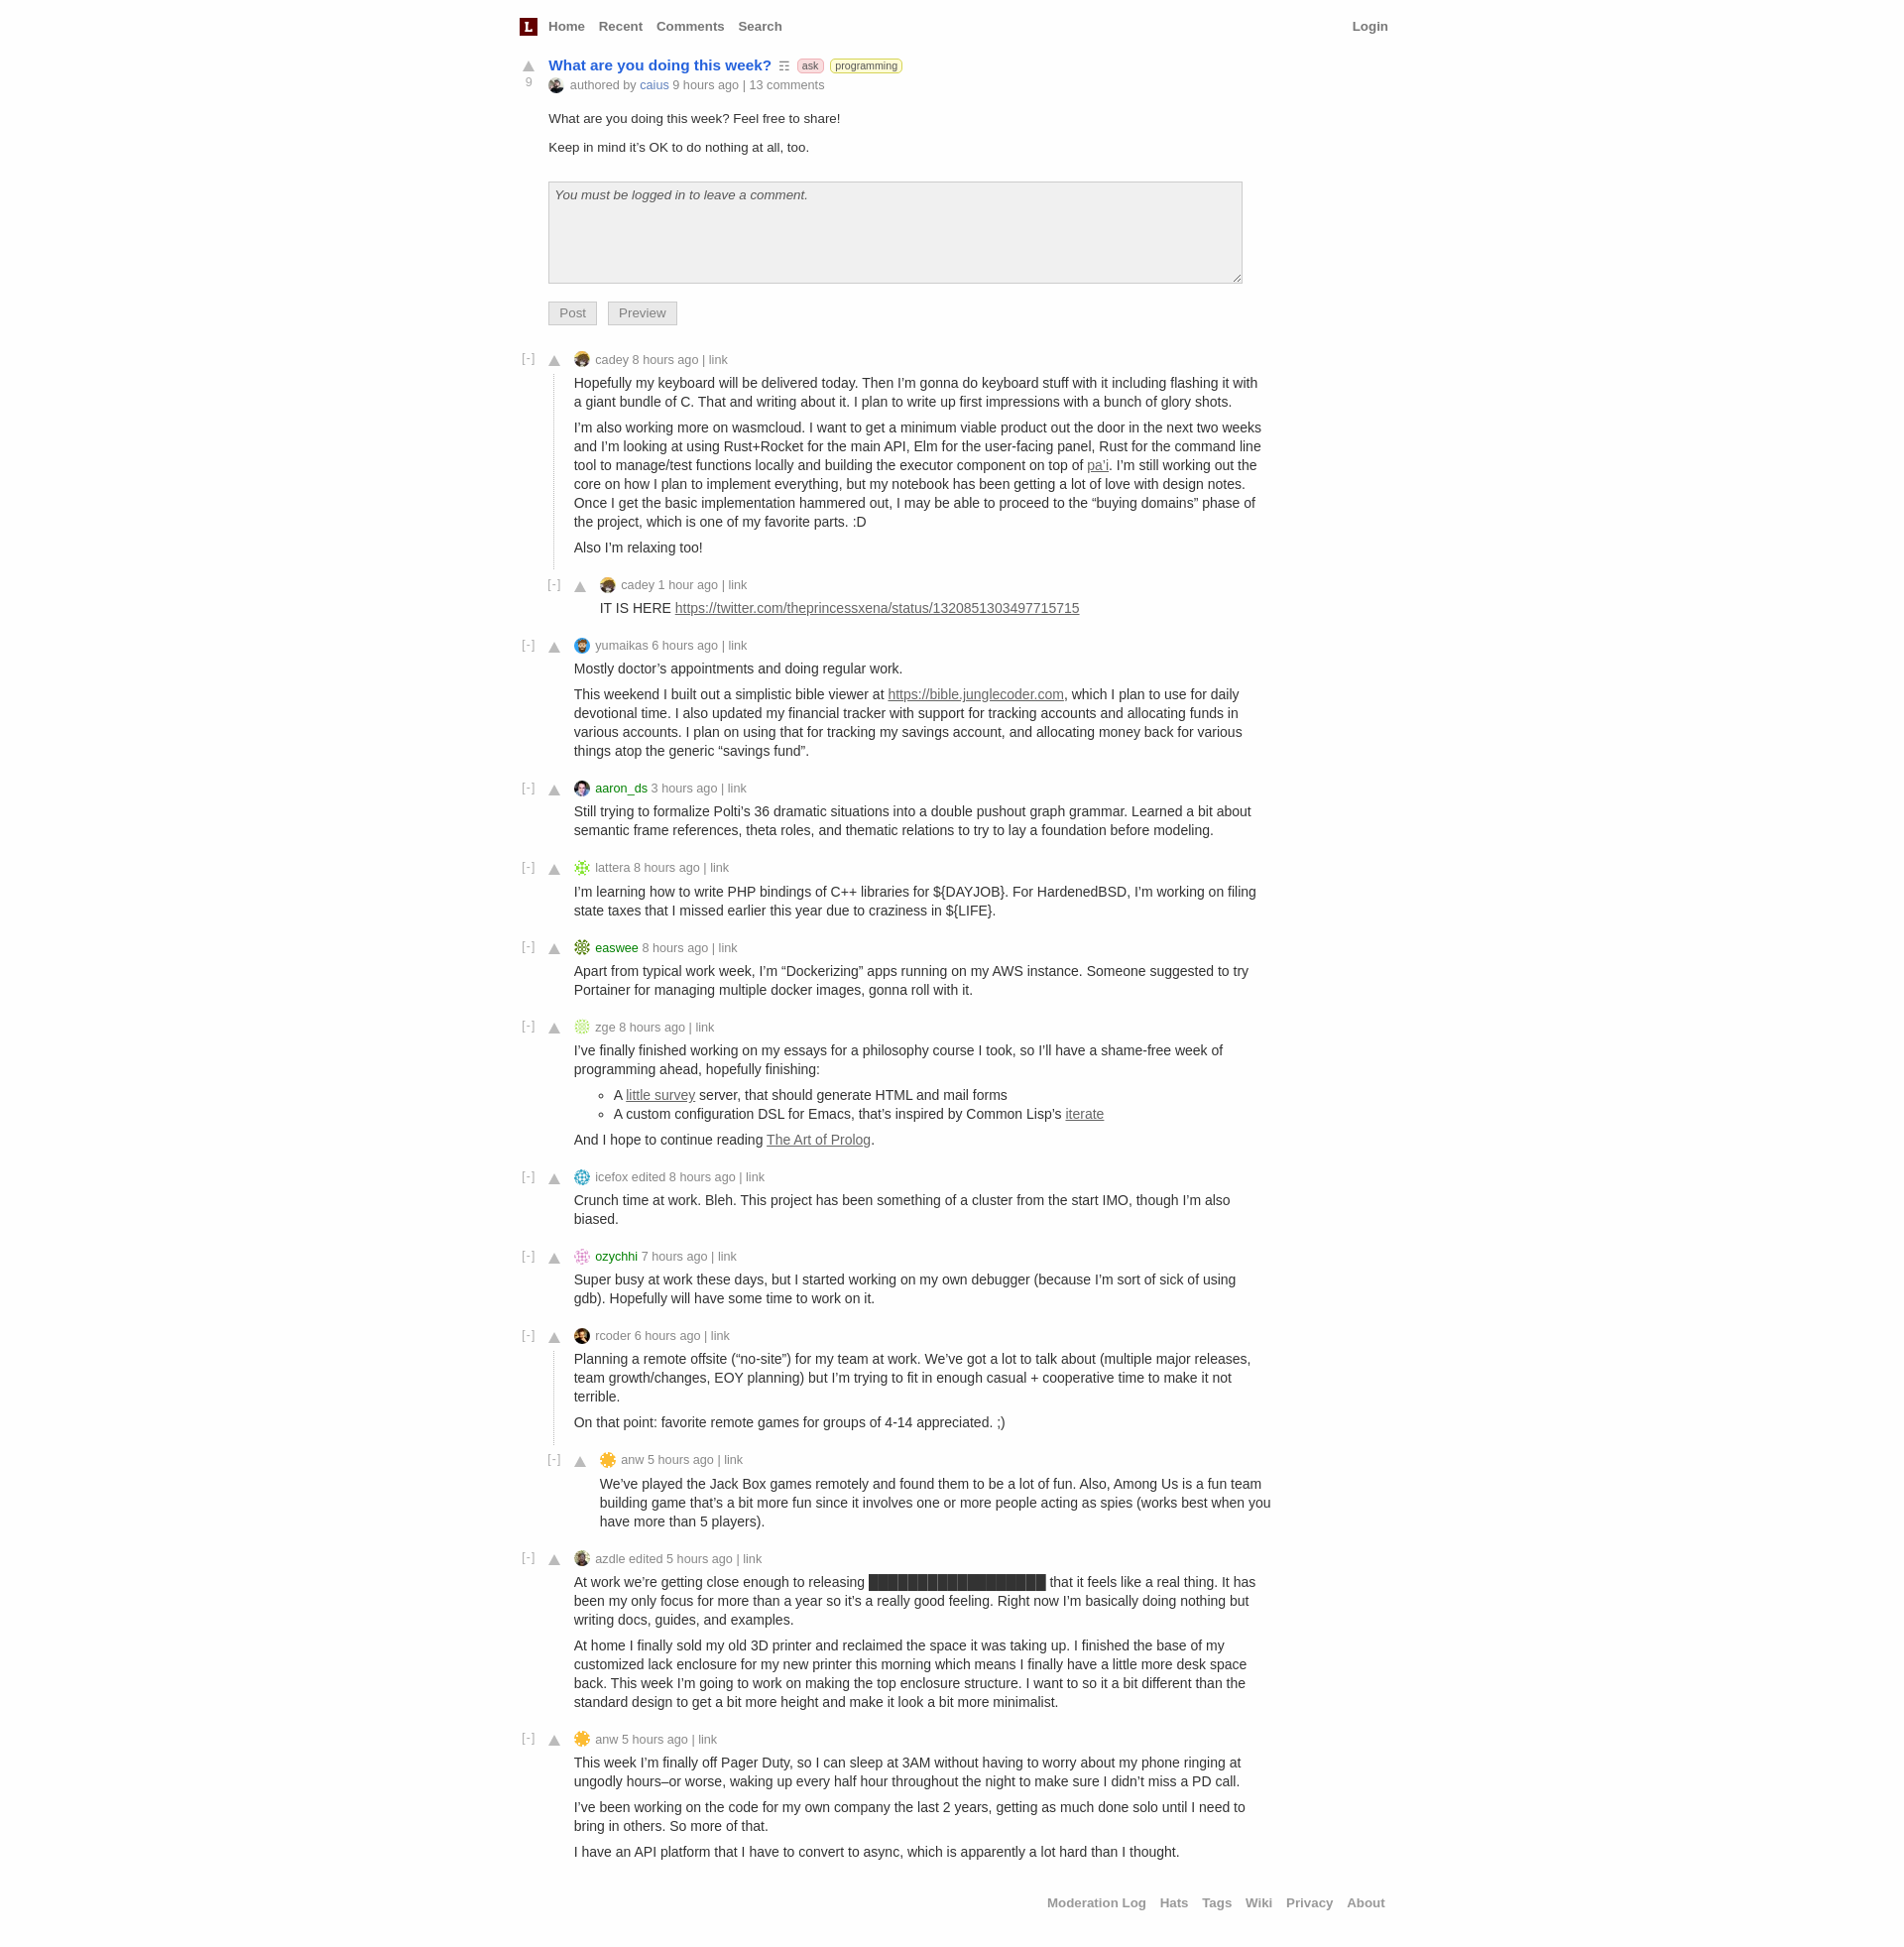 L Home Recent Comments Search Login
What are you doing this week? ☶ ask programming
9 authored by caius 9 hours ago | 13 comments
What are you doing this week? Feel free to share!
Keep in mind it’s OK to do nothing at all, too.
You must be logged in to leave a comment.
Post Preview
[-] cadey 8 hours ago | link
Hopefully my keyboard will be delivered today. Then I’m gonna do keyboard stuff with it including flashing it with
a giant bundle of C. That and writing about it. I plan to write up first impressions with a bunch of glory shots.
I’m also working more on wasmcloud. I want to get a minimum viable product out the door in the next two weeks
and I’m looking at using Rust+Rocket for the main API, Elm for the user-facing panel, Rust for the command line
tool to manage/test functions locally and building the executor component on top of pa’i. I’m still working out the
core on how I plan to implement everything, but my notebook has been getting a lot of love with design notes.
Once I get the basic implementation hammered out, I may be able to proceed to the “buying domains” phase of
the project, which is one of my favorite parts. :D
Also I’m relaxing too!
[-] cadey 1 hour ago | link
IT IS HERE https://twitter.com/theprincessxena/status/1320851303497715715
[-] yumaikas 6 hours ago | link
Mostly doctor’s appointments and doing regular work.
This weekend I built out a simplistic bible viewer at https://bible.junglecoder.com, which I plan to use for daily
devotional time. I also updated my financial tracker with support for tracking accounts and allocating funds in
various accounts. I plan on using that for tracking my savings account, and allocating money back for various
things atop the generic “savings fund”.
[-] aaron_ds 3 hours ago | link
Still trying to formalize Polti’s 36 dramatic situations into a double pushout graph grammar. Learned a bit about
semantic frame references, theta roles, and thematic relations to try to lay a foundation before modeling.
[-] lattera 8 hours ago | link
I’m learning how to write PHP bindings of C++ libraries for ${DAYJOB}. For HardenedBSD, I’m working on filing
state taxes that I missed earlier this year due to craziness in ${LIFE}.
[-] easwee 8 hours ago | link
Apart from typical work week, I’m “Dockerizing” apps running on my AWS instance. Someone suggested to try
Portainer for managing multiple docker images, gonna roll with it.
[-] zge 8 hours ago | link
I’ve finally finished working on my essays for a philosophy course I took, so I’ll have a shame-free week of
programming ahead, hopefully finishing:
◦ A little survey server, that should generate HTML and mail forms
◦ A custom configuration DSL for Emacs, that’s inspired by Common Lisp’s iterate
And I hope to continue reading The Art of Prolog.
[-] icefox edited 8 hours ago | link
Crunch time at work. Bleh. This project has been something of a cluster from the start IMO, though I’m also
biased.
[-] ozychhi 7 hours ago | link
Super busy at work these days, but I started working on my own debugger (because I’m sort of sick of using
gdb). Hopefully will have some time to work on it.
[-] rcoder 6 hours ago | link
Planning a remote offsite (“no-site”) for my team at work. We’ve got a lot to talk about (multiple major releases,
team growth/changes, EOY planning) but I’m trying to fit in enough casual + cooperative time to make it not
terrible.
On that point: favorite remote games for groups of 4-14 appreciated. ;)
[-] anw 5 hours ago | link
We’ve played the Jack Box games remotely and found them to be a lot of fun. Also, Among Us is a fun team
building game that’s a bit more fun since it involves one or more people acting as spies (works best when you
have more than 5 players).
[-] azdle edited 5 hours ago | link
At work we’re getting close enough to releasing ██████████████████ that it feels like a real thing. It has
been my only focus for more than a year so it’s a really good feeling. Right now I’m basically doing nothing but
writing docs, guides, and examples.
At home I finally sold my old 3D printer and reclaimed the space it was taking up. I finished the base of my
customized lack enclosure for my new printer this morning which means I finally have a little more desk space
back. This week I’m going to work on making the top enclosure structure. I want to so it a bit different than the
standard design to get a bit more height and make it look a bit more minimalist.
[-] anw 5 hours ago | link
This week I’m finally off Pager Duty, so I can sleep at 3AM without having to worry about my phone ringing at
ungodly hours–or worse, waking up every half hour throughout the night to make sure I didn’t miss a PD call.
I’ve been working on the code for my own company the last 2 years, getting as much done solo until I need to
bring in others. So more of that.
I have an API platform that I have to convert to async, which is apparently a lot hard than I thought.
Moderation Log Hats Tags Wiki Privacy About